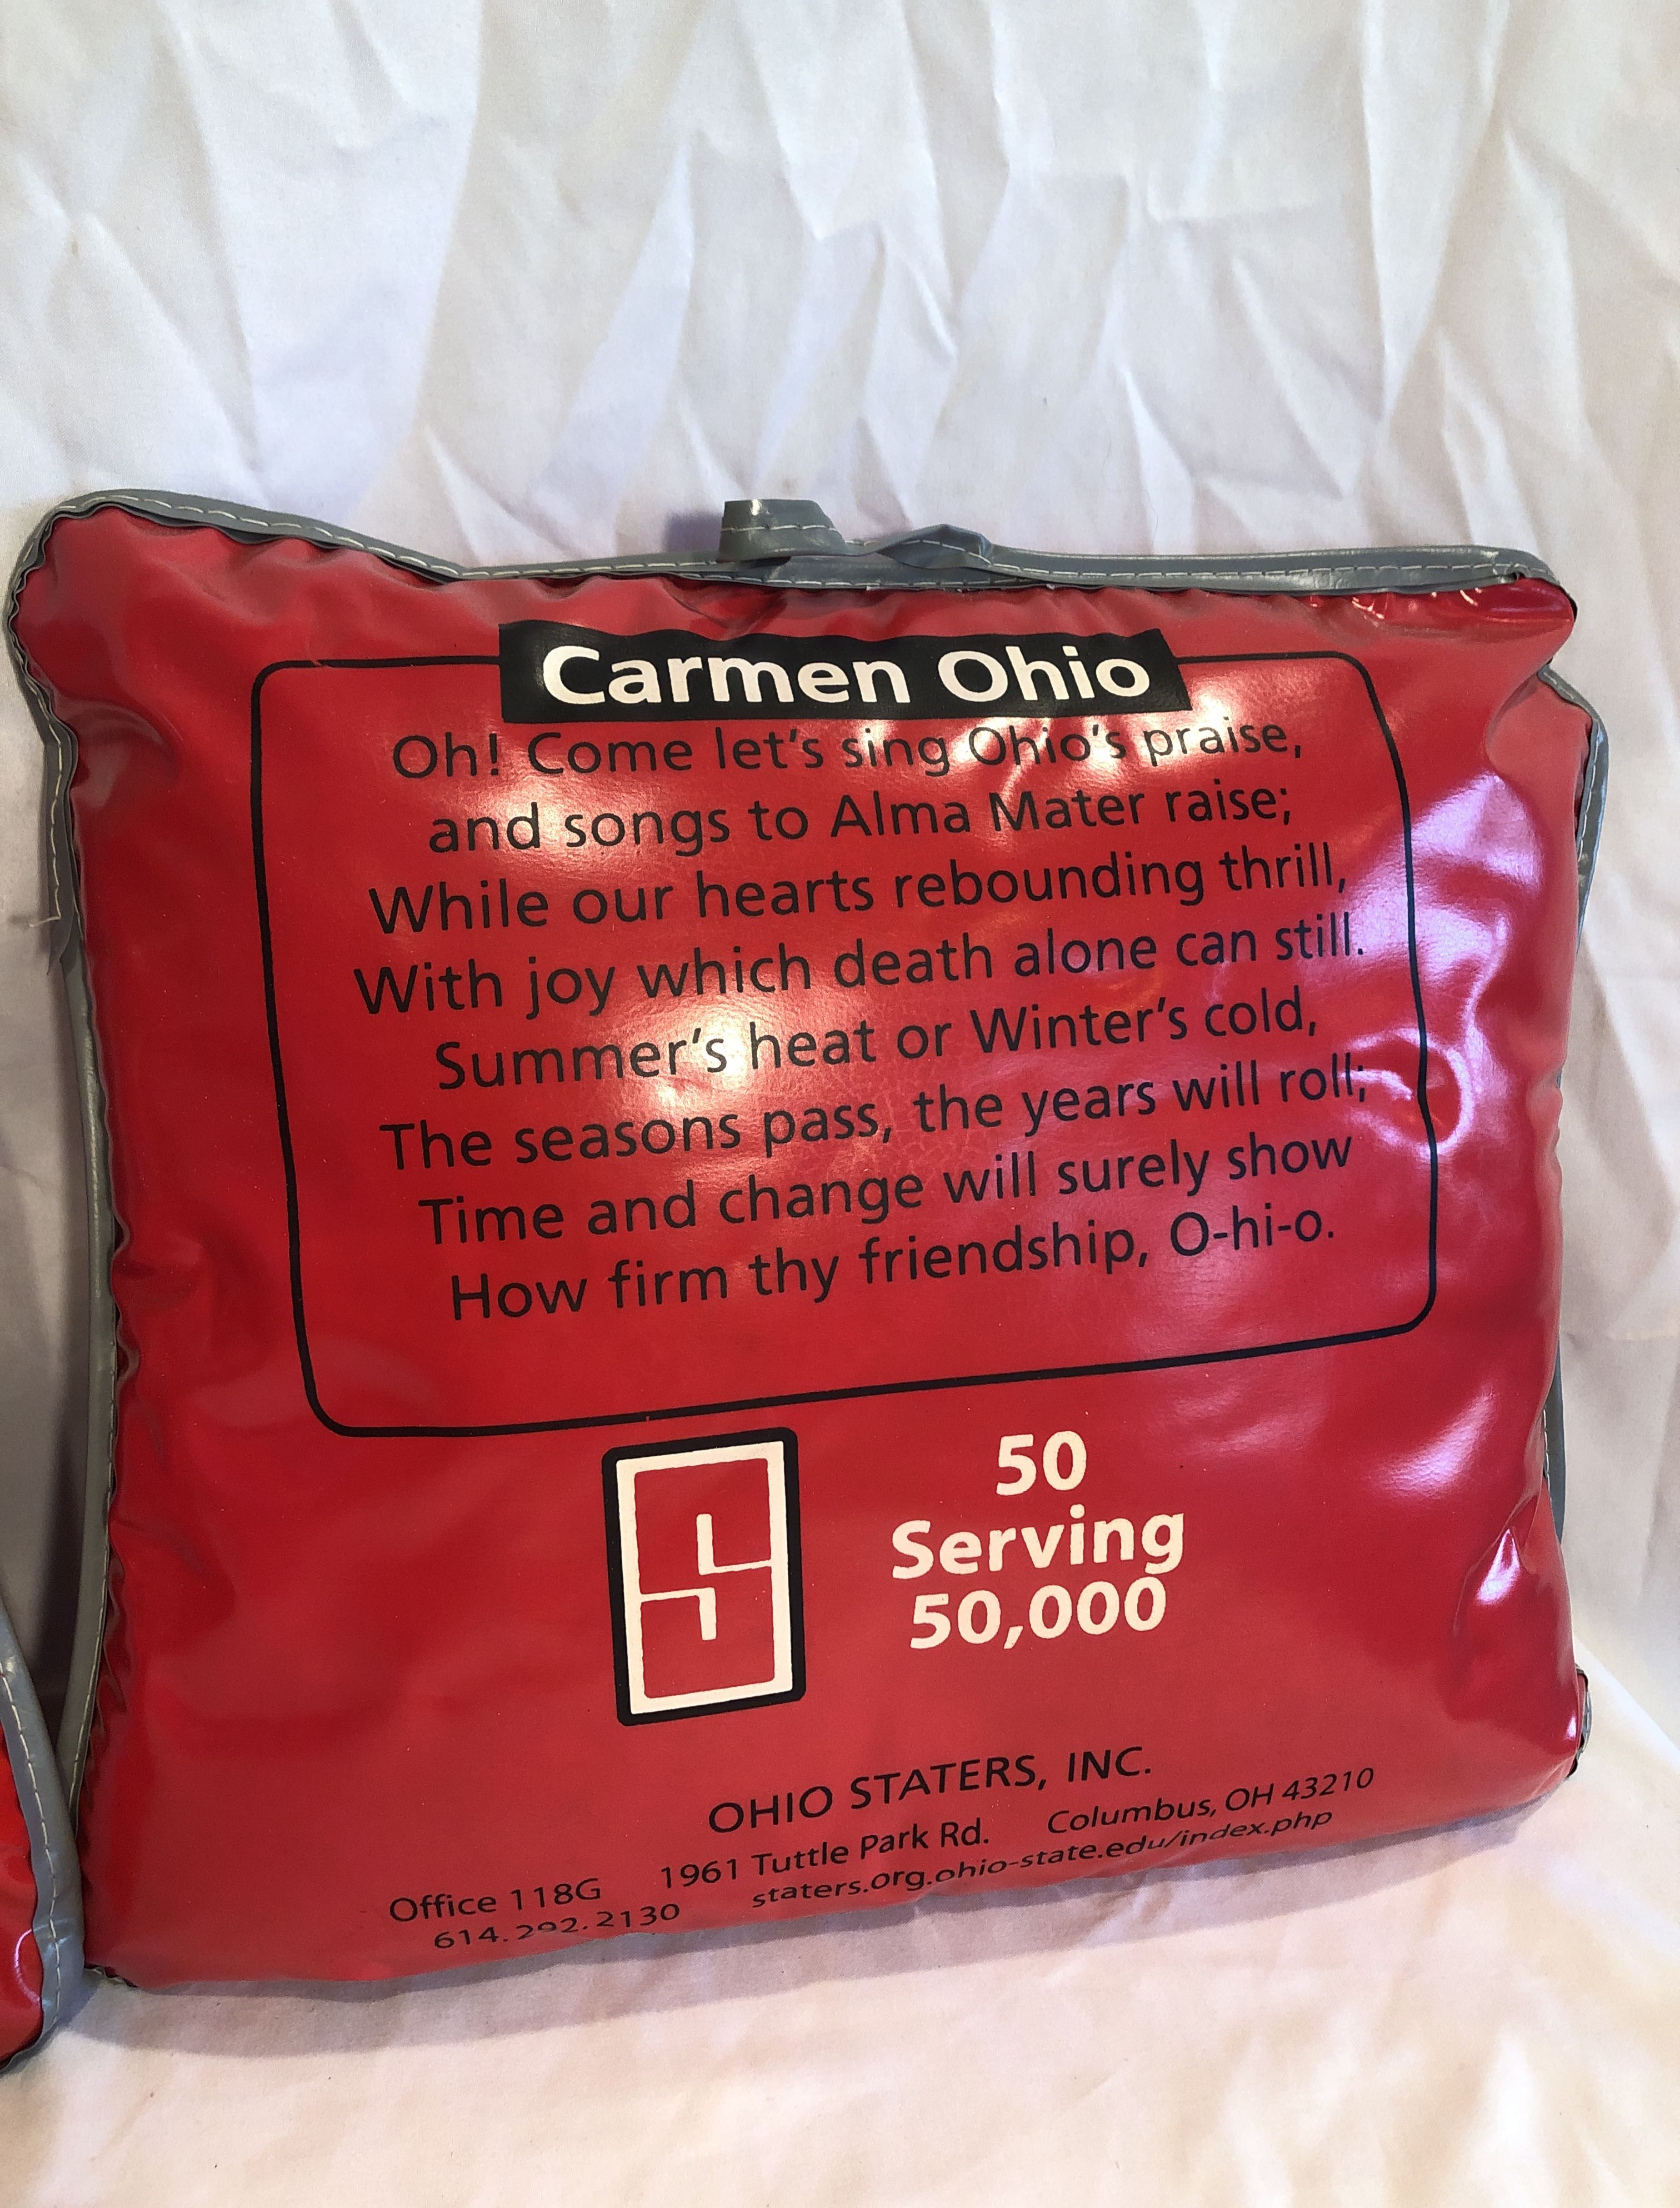 Carmen Ohio
Oh! Come let's sing Ohio's praise,
and songs to Alma Mater raise;
While our hearts rebounding thrill,
With joy which death alone can still.
Summer's heat or Winter's cold,
The seasons pass, the years will roll;
Time and change will surely show
How firm thy friendship, O-hi-o.
S
50
Serving
50,000
OHIO STATERS, INC.
Office 118G 1961 Tuttle Park Rd. Columbus, OH 43210
614.292.2130 staters.org.ohio-state.edu/index.php